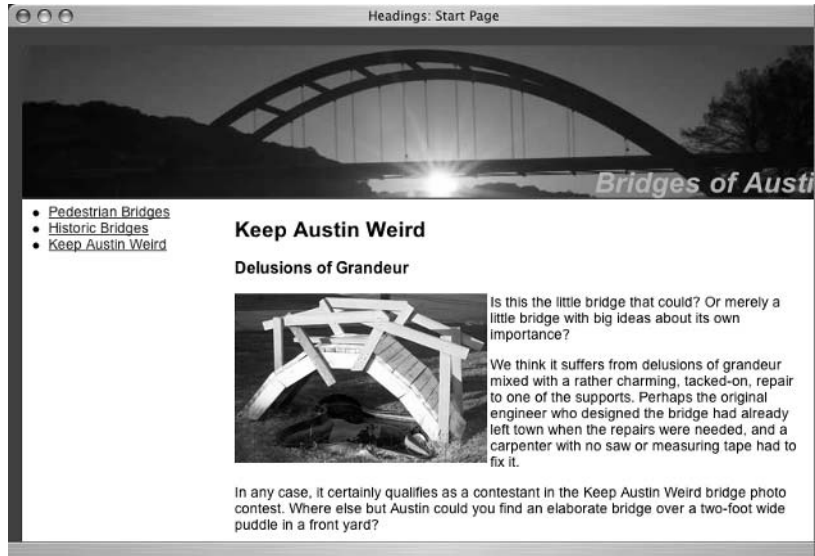 Headings: Start Page
Bridges of Austi
Pedestrian Bridges
Historic Bridges
Keep Austin Weird
Keep Austin Weird
Delusions of Grandeur
Is this the little bridge that could? Or merely a
little bridge with big ideas about its own
importance?
We think it suffers from delusions of grandeur
mixed with a rather charming, tacked-on, repair
to one of the supports. Perhaps the original
engineer who designed the bridge had already
left town when the repairs were needed, and a
carpenter with no saw or measuring tape had to
fix it.
In any case, it certainly qualifies as a contestant in the Keep Austin Weird bridge photo
contest. Where else but Austin could you find an elaborate bridge over a two-foot wide
puddle in a front yard?